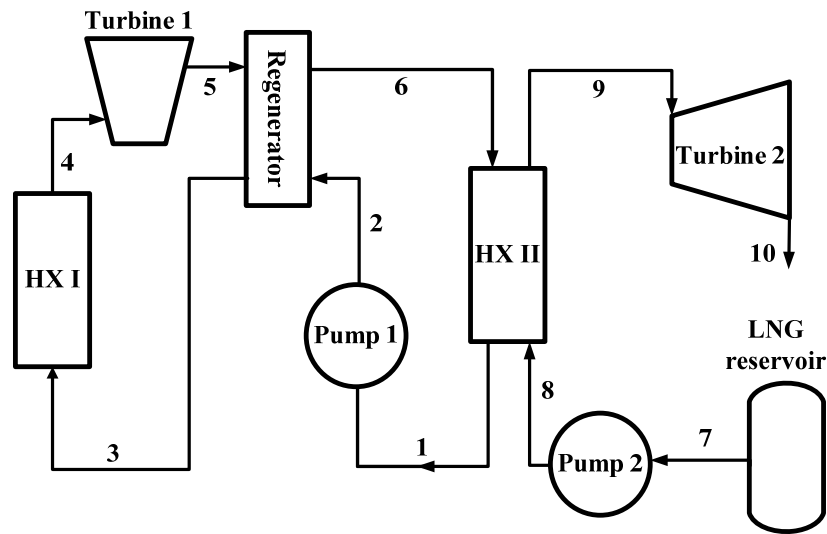 Turbine 1
5
Regenerator
6
9
4
Turbine 2
2
HX I
HX II
10
Pump 1
LNG
reservoir
8
3
1
7
Pump 2